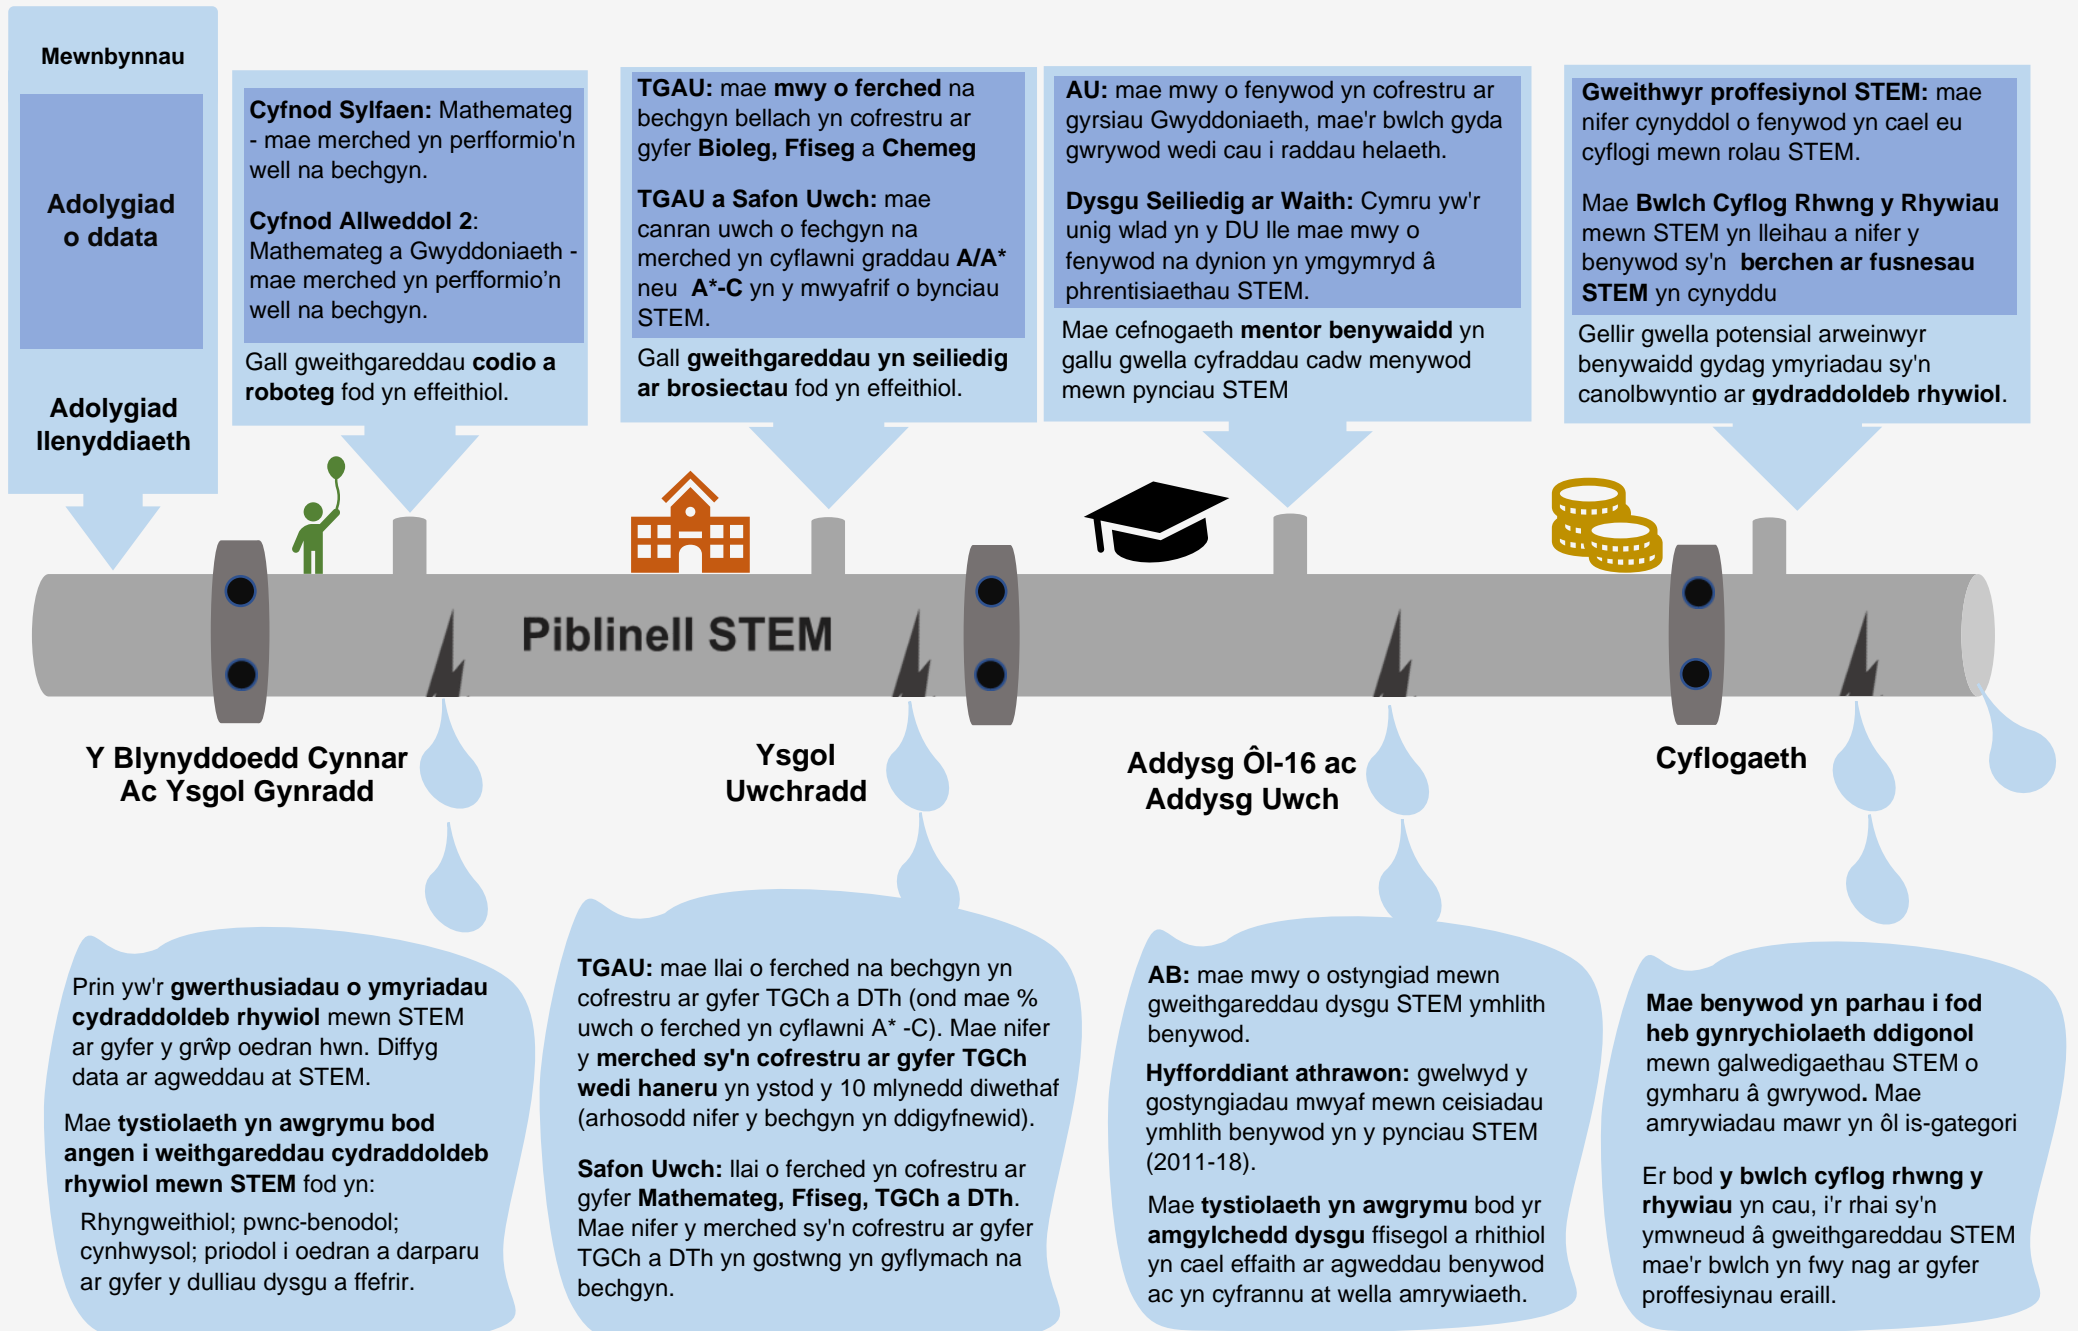 Mewnbynnau
Adolygiad
o ddata
Adolygiad
llenyddiaeth
Cyfnod Sylfaen: Mathemateg
- mae merched yn perfformio'n
well na bechgyn.
Cyfnod Allweddol 2:
Mathemateg a Gwyddoniaeth -
mae merched yn perfformio’n
well na bechgyn.
Gall gweithgareddau codio a
roboteg fod yn effeithiol.
TGAU: mae mwy o ferched na
bechgyn bellach yn cofrestru ar
gyfer Bioleg, Ffiseg a Chemeg
TGAU a Safon Uwch: mae
canran uwch o fechgyn na
merched yn cyflawni graddau A/A*
neu A*-C yn y mwyafrif o bynciau
STEM.
Gall gweithgareddau yn seiliedig
ar brosiectau fod yn effeithiol.
AU: mae mwy o fenywod yn cofrestru ar
gyrsiau Gwyddoniaeth, mae'r bwlch gyda
gwrywod wedi cau i raddau helaeth.
Dysgu Seiliedig ar Waith: Cymru yw'r
unig wlad yn y DU lle mae mwy o
fenywod na dynion yn ymgymryd â
phrentisiaethau STEM.
Mae cefnogaeth mentor benywaidd yn
gallu gwella cyfraddau cadw menywod
mewn pynciau STEM
Gweithwyr proffesiynol STEM: mae
nifer cynyddol o fenywod yn cael eu
cyflogi mewn rolau STEM.
Mae Bwlch Cyflog Rhwng y Rhywiau
mewn STEM yn lleihau a nifer y
benywod sy'n berchen ar fusnesau
STEM yn cynyddu
Gellir gwella potensial arweinwyr
benywaidd gydag ymyriadau sy'n
canolbwyntio ar gydraddoldeb rhywiol.
Piblinell STEM
Y Blynyddoedd Cynnar
Ac Ysgol Gynradd
Ysgol
Uwchradd
Addysg Ôl-16 ac
Addysg Uwch
Cyflogaeth
Prin yw'r gwerthusiadau o ymyriadau
cydraddoldeb rhywiol mewn STEM
ar gyfer y grŵp oedran hwn. Diffyg
data ar agweddau at STEM.
Mae tystiolaeth yn awgrymu bod
angen i weithgareddau cydraddoldeb
rhywiol mewn STEM fod yn:
Rhyngweithiol; pwnc-benodol;
cynhwysol; priodol i oedran a darparu
ar gyfer y dulliau dysgu a ffefrir.
TGAU: mae llai o ferched na bechgyn yn
cofrestru ar gyfer TGCh a DTh (ond mae %
uwch o ferched yn cyflawni A* -C). Mae nifer
y merched sy'n cofrestru ar gyfer TGCh
wedi haneru yn ystod y 10 mlynedd diwethaf
(arhosodd nifer y bechgyn yn ddigyfnewid).
Safon Uwch: llai o ferched yn cofrestru ar
gyfer Mathemateg, Ffiseg, TGCh a DTh.
Mae nifer y merched sy'n cofrestru ar gyfer
TGCh a DTh yn gostwng yn gyflymach na
bechgyn.
AB: mae mwy o ostyngiad mewn
gweithgareddau dysgu STEM ymhlith
benywod.
Hyfforddiant athrawon: gwelwyd y
gostyngiadau mwyaf mewn ceisiadau
ymhlith benywod yn y pynciau STEM
(2011-18).
Mae tystiolaeth yn awgrymu bod yr
amgylchedd dysgu ffisegol a rhithiol
yn cael effaith ar agweddau benywod
ac yn cyfrannu at wella amrywiaeth.
Mae benywod yn parhau i fod
heb gynrychiolaeth ddigonol
mewn galwedigaethau STEM o
gymharu â gwrywod. Mae
amrywiadau mawr yn ôl is-gategori
Er bod y bwlch cyflog rhwng y
rhywiau yn cau, i'r rhai sy'n
ymwneud â gweithgareddau STEM
mae'r bwlch yn fwy nag ar gyfer
proffesiynau eraill.